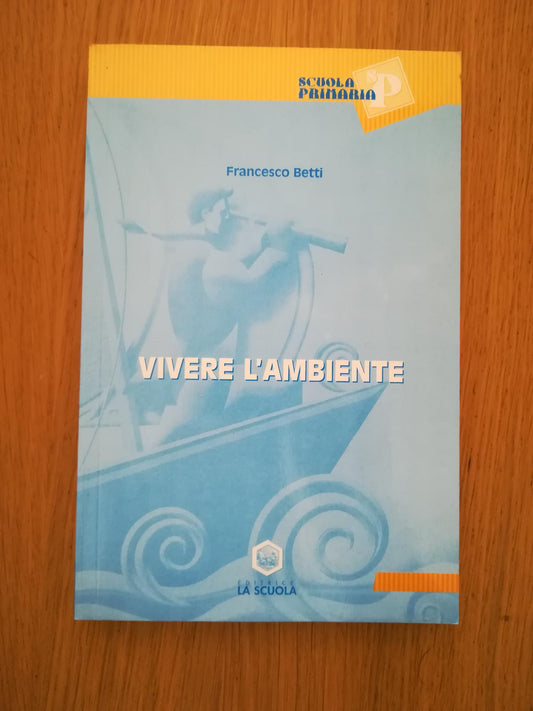 SCUOLA
PRIMARIA
SP
Francesco Betti
VIVERE L'AMBIENTE
EDITRICE
LA SCUOLA